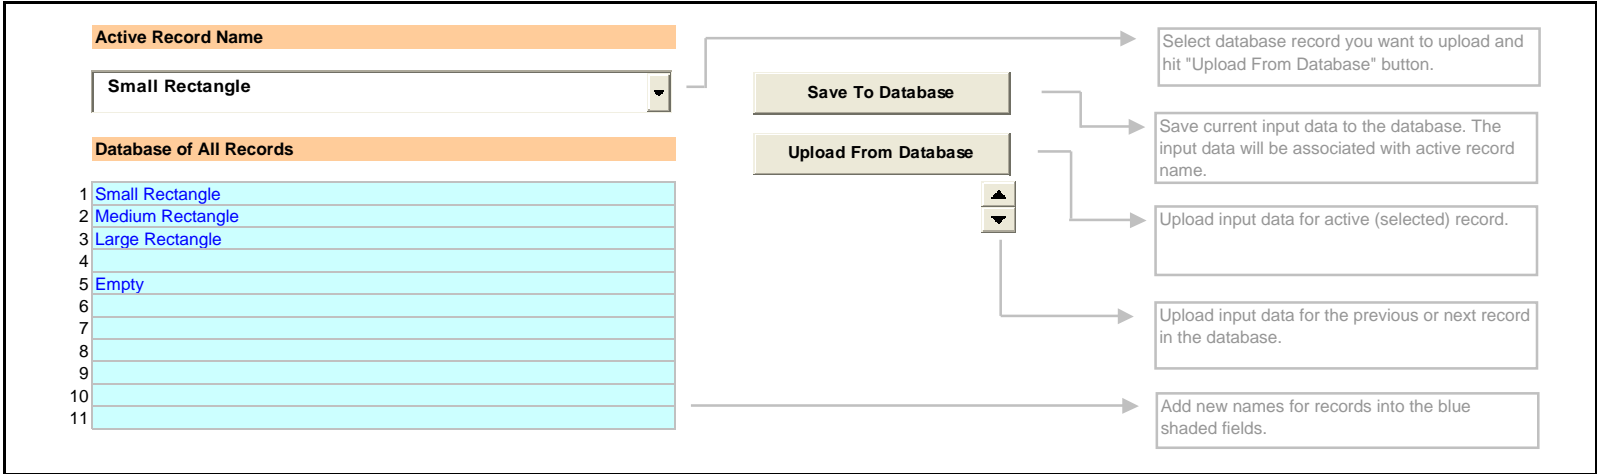 Active Record Name
Small Rectangle
Database of All Records
1 Small Rectangle
2 Medium Rectangle
3 Large Rectangle
4
5 Empty
6
7
8
9
10
11
Save To Database
Upload From Database
Select database record you want to upload and
hit "Upload From Database" button.
Save current input data to the database. The
input data will be associated with active record
name.
Upload input data for active (selected) record.
Upload input data for the previous or next record
in the database.
Add new names for records into the blue
shaded fields.